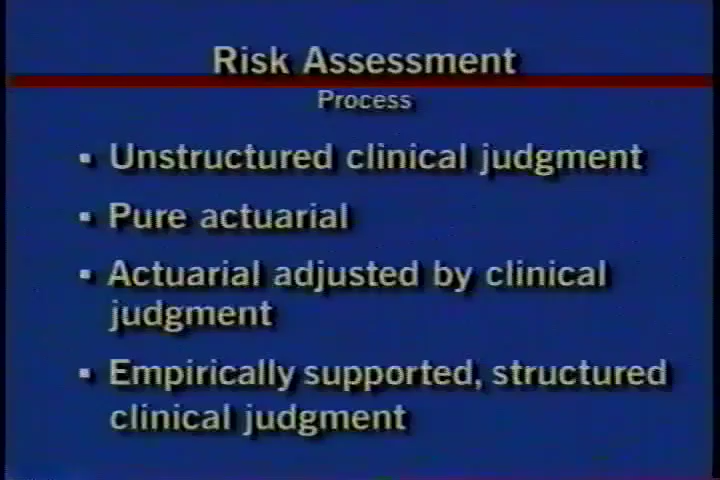 Risk Assessment
Process
▪ Unstructured clinical judgment
▪ Pure actuarial
▪ Actuarial adjusted by clinical
judgment
▪ Empirically supported, structured
clinical judgment